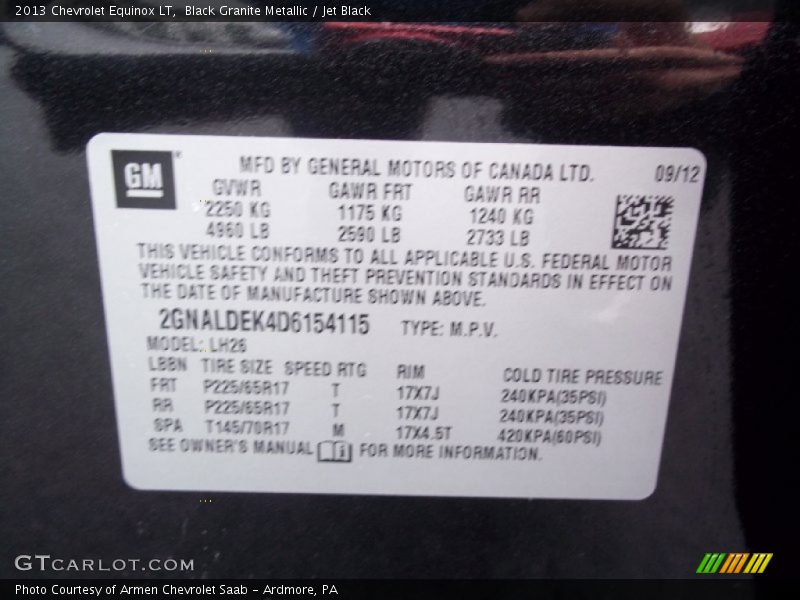 2013 Chevrolet Equinox LT,  Black Granite Metallic / Jet Black
GM
MFD BY GENERAL MOTORS OF CANADA LTD. 09/12
GVWR GAWR FRT GAWR RR
2250 KG 1175 KG 1240 KG
4960 LB 2590 LB 2733 LB
THIS VEHICLE CONFORMS TO ALL APPLICABLE U.S. FEDERAL MOTOR
VEHICLE SAFETY AND THEFT PREVENTION STANDARDS IN EFFECT ON
THE DATE OF MANUFACTURE SHOWN ABOVE.
2GNALDEK4D6154115 TYPE: M.P.V.
MODEL: LH26
LBBN TIRE SIZE SPEED RTG RIM COLD TIRE PRESSURE
FRT P225/65R17 T 17X7J 240KPA(35PSI)
RR P225/65R17 T 17X7J 240KPA(35PSI)
SPA T145/70R17 M 17X4.5T 420KPA(60PSI)
SEE OWNER'S MANUAL i FOR MORE INFORMATION.
GTCARLOT.COM
Photo Courtesy of Armen Chevrolet Saab - Ardmore, PA